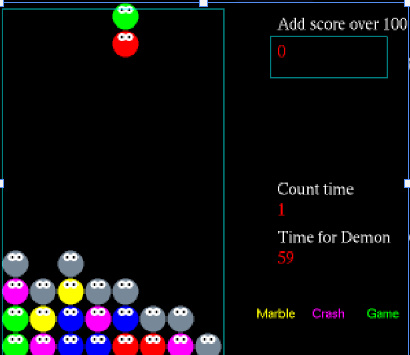 Add score over 100
0
Count time
1
Time for Demon
59
Marble Crash Game